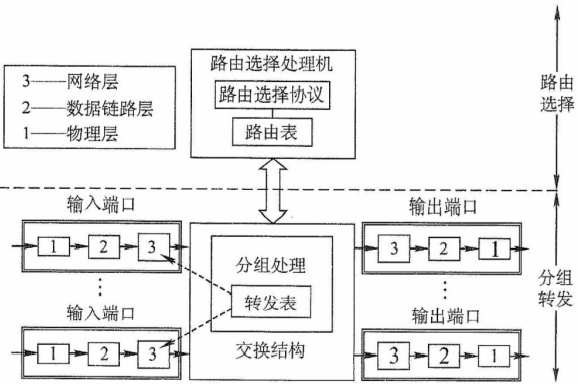 3——网络层
2——数据链路层
1——物理层
路由选择处理机
路由选择协议
路由表
路由
选择
输入端口
1 2 3
⋮
输入端口
1 2 3
分组处理
转发表
交换结构
输出端口
3 2 1
⋮
输出端口
3 2 1
分组
转发